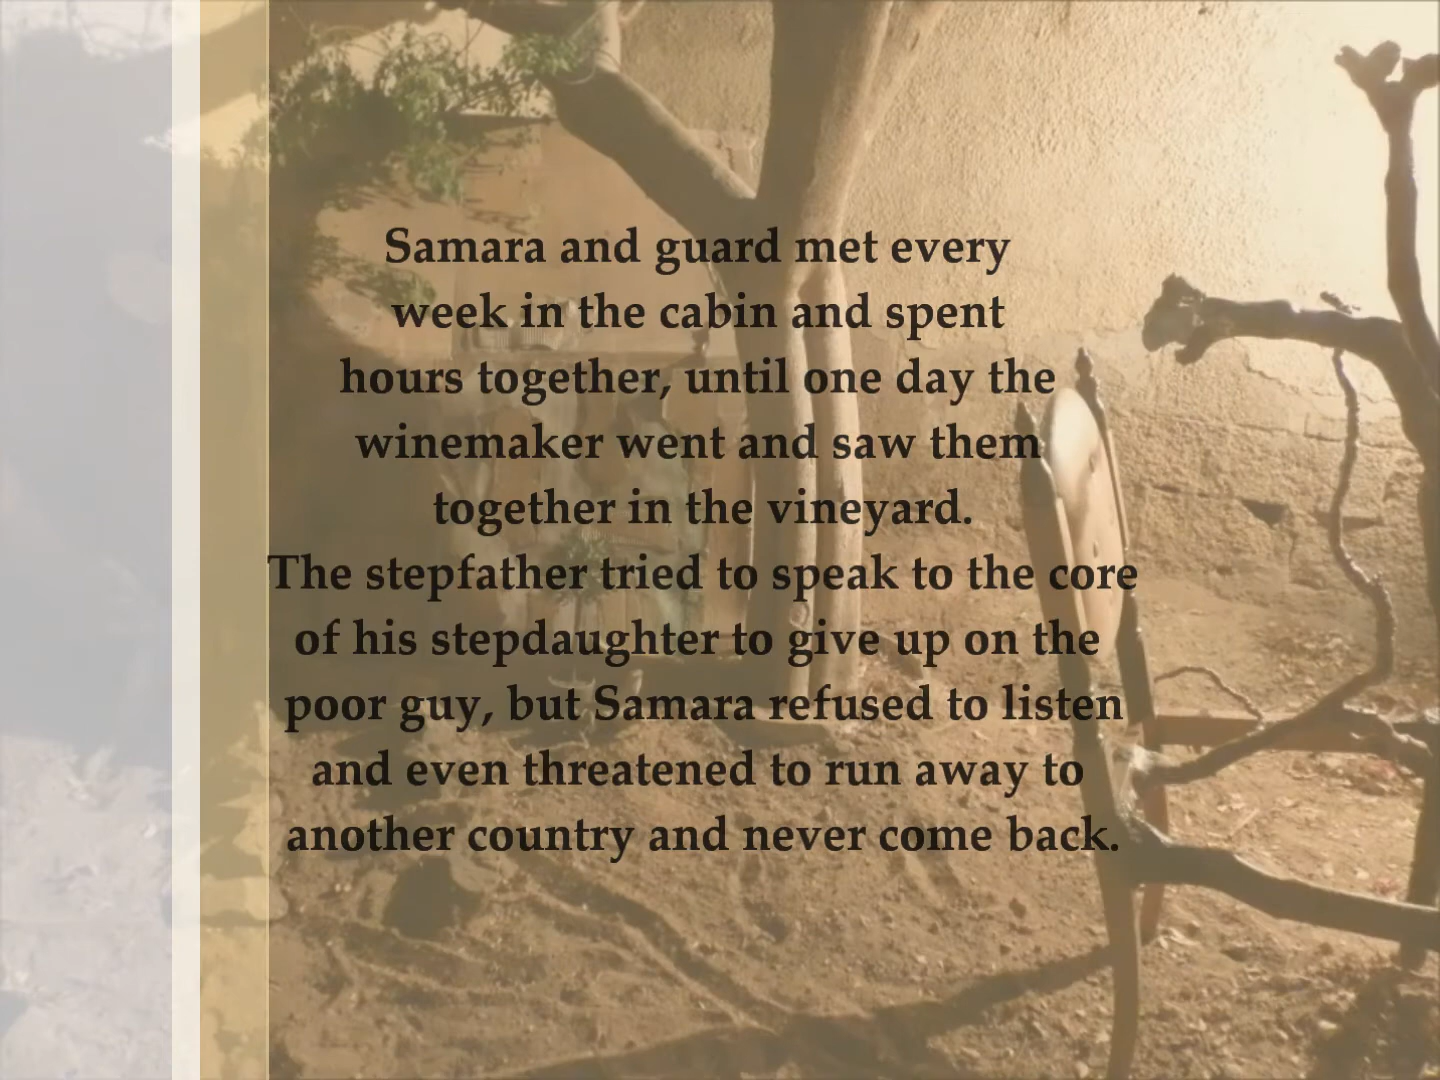 Samara and guard met every
week in the cabin and spent
hours together, until one day the
winemaker went and saw them
together in the vineyard.
The stepfather tried to speak to the core
of his stepdaughter to give up on the
poor guy, but Samara refused to listen
and even threatened to run away to
another country and never come back.